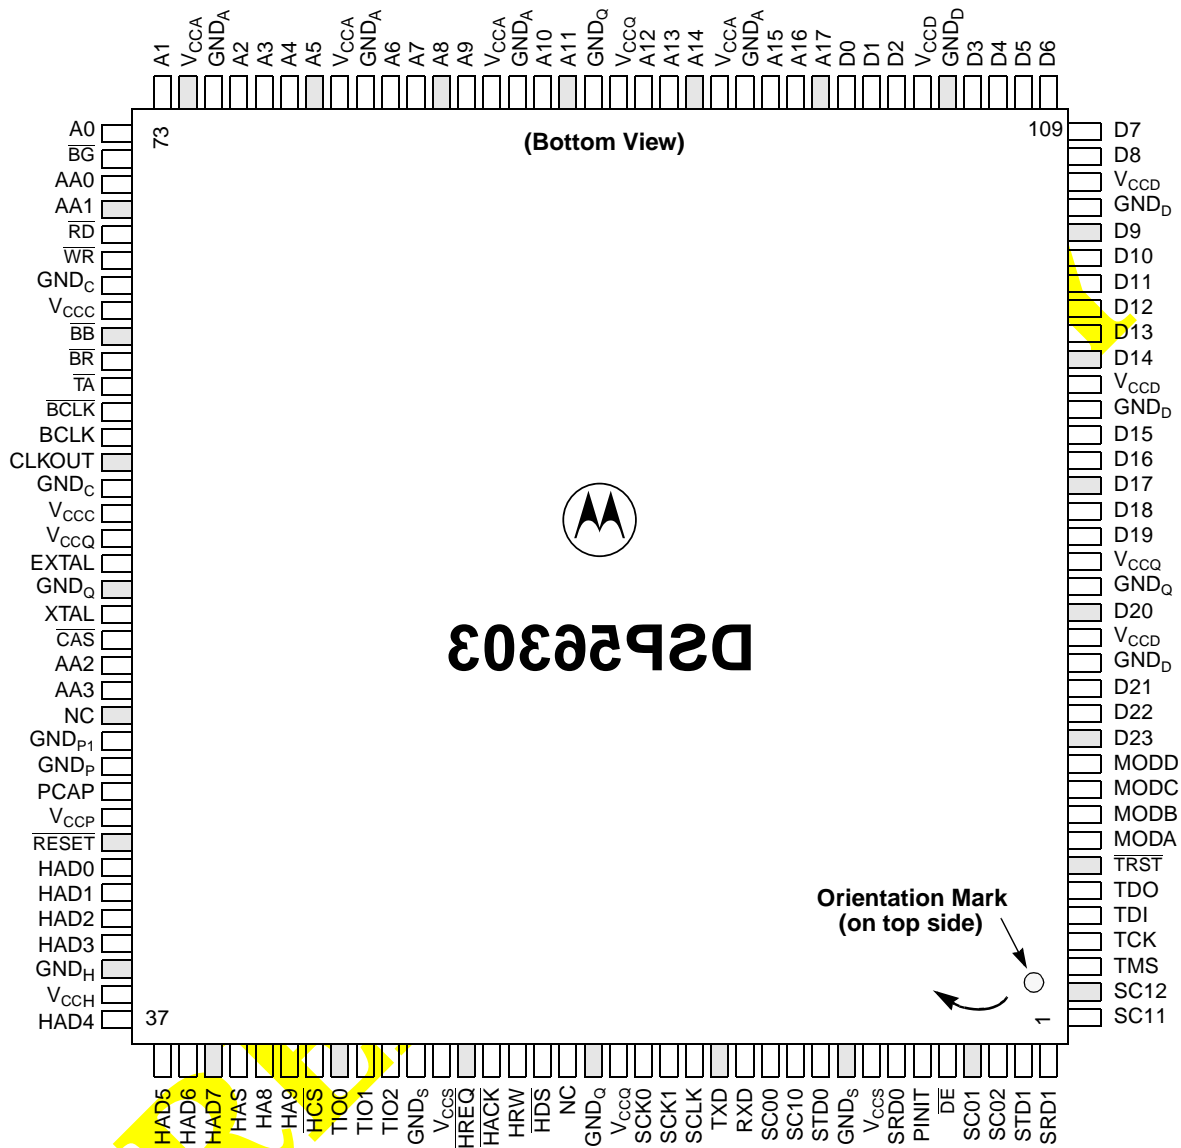 A1
VCCA
GNDA
A2
A3
A4
A5
VCCA
GNDA
A6
A7
A8
A9
VCCA
GNDA
A10
A11
GNDQ
VCCQ
A12
A13
A14
VCCA
GNDA
A15
A16
A17
D0
D1
D2
VCCD
GNDD
D3
D4
D5
D6
73
(Bottom View)
109
A0
BG
AA0
AA1
RD
WR
GNDC
VCCC
BB
BR
TA
BCLK
BCLK
CLKOUT
GNDC
VCCC
VCCQ
EXTAL
GNDQ
XTAL
CAS
AA2
AA3
NC
GNDP1
GNDP
PCAP
VCCP
RESET
HAD0
HAD1
HAD2
HAD3
GNDH
VCCH
HAD4
DSP56303
D7
D8
VCCD
GNDD
D9
D10
D11
D12
D13
D14
VCCD
GNDD
D15
D16
D17
D18
D19
VCCQ
GNDQ
D20
VCCD
GNDD
D21
D22
D23
MODD
MODC
MODB
MODA
TRST
TDO
TDI
TCK
TMS
SC12
SC11
Orientation Mark
(on top side)
37
1
HAD5
HAD6
HAD7
HAS
HA8
HA9
HCS
TIO0
TIO1
TIO2
GNDS
VCCS
HREQ
HACK
HRW
HDS
NC
GNDQ
VCCQ
SCK0
SCK1
SCLK
TXD
RXD
SC00
SC10
STD0
GNDS
VCCS
SRD0
PINIT
DE
SC01
SC02
STD1
SRD1